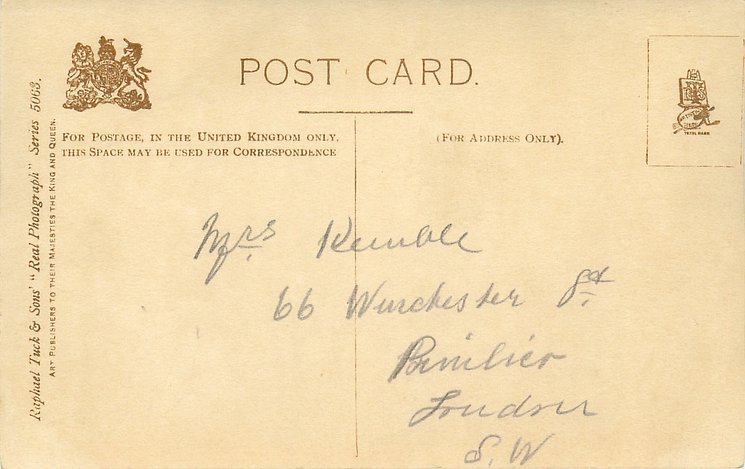 POST CARD.
FOR POSTAGE, IN THE UNITED KINGDOM ONLY,
THIS SPACE MAY BE USED FOR CORRESPONDENCE
(FOR ADDRESS ONLY).
Raphael Tuck & Sons' "Real Photograph" Series 5063.
ART PUBLISHERS TO THEIR MAJESTIES THE KING AND QUEEN.
Mrs Kemble
66 Winchester St
Pimlico
London
S.W